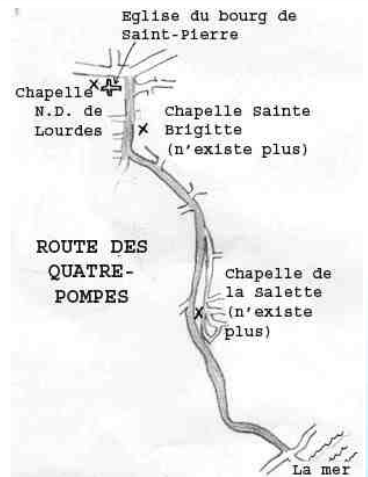 Eglise du bourg de
Saint-Pierre
Chapelle
N.D. de
Lourdes
Chapelle Sainte
Brigitte
(n'existe plus)
ROUTE DES
QUATRE-
POMPES
Chapelle de
la Salette
(n'existe
plus)
La mer